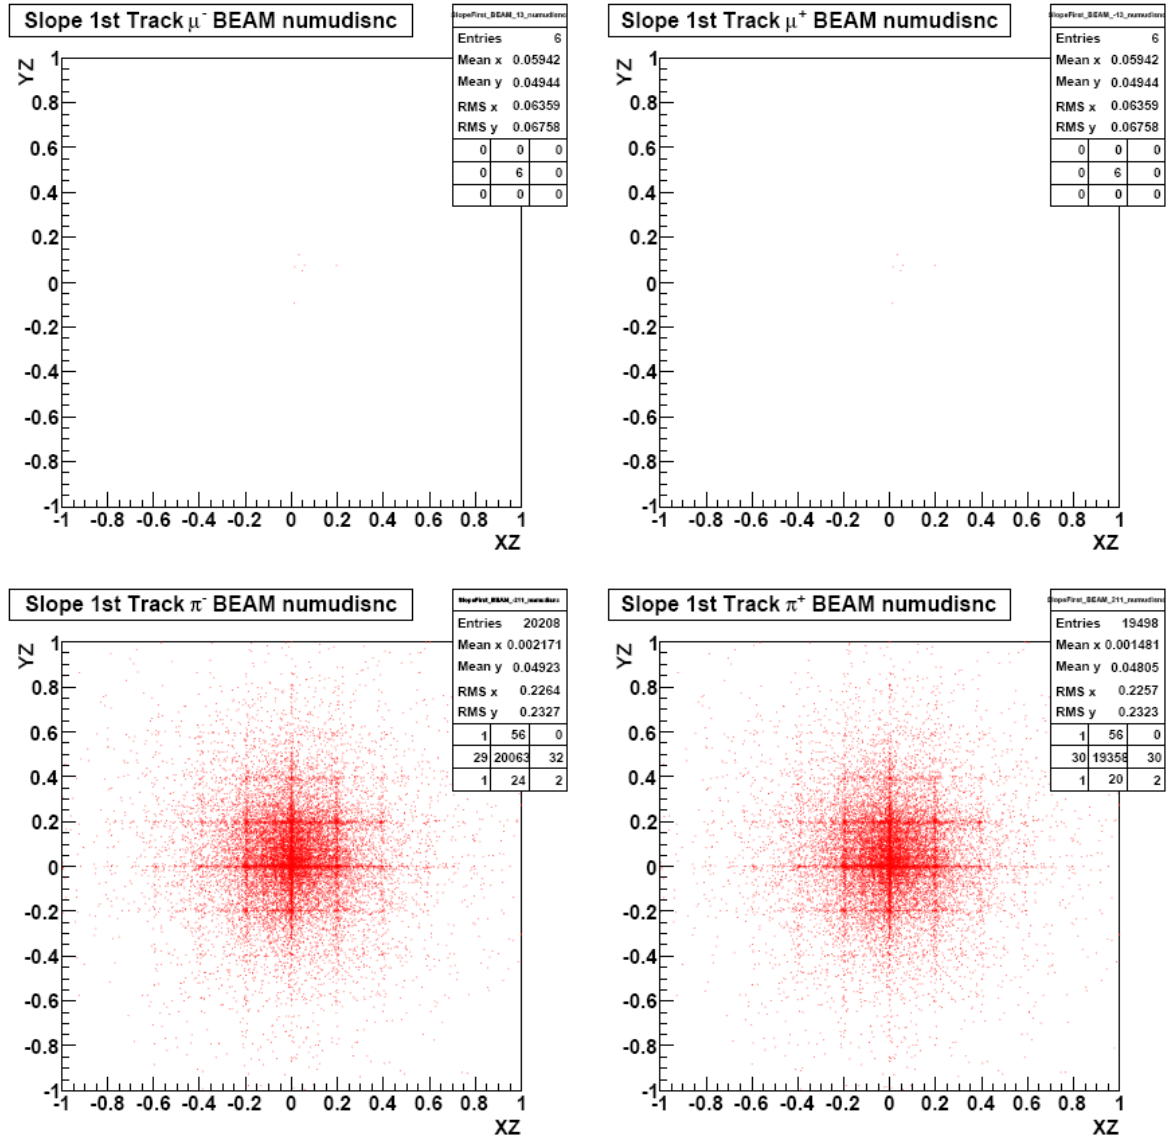 Slope 1st Track μ- BEAM numudisnc
SlopeFirst_BEAM_13_numudisnc
Entries 6
Mean x 0.05942
Mean y 0.04944
RMS x 0.06359
RMS y 0.06758
0 0 0
0 6 0
0 0 0
YZ
1
0.8
0.6
0.4
0.2
0
-0.2
-0.4
-0.6
-0.8
-1
-1 -0.8 -0.6 -0.4 -0.2 0 0.2 0.4 0.6 0.8 1
XZ
Slope 1st Track μ+ BEAM numudisnc
SlopeFirst_BEAM_-13_numudisnc
Entries 6
Mean x 0.05942
Mean y 0.04944
RMS x 0.06359
RMS y 0.06758
0 0 0
0 6 0
0 0 0
YZ
1
0.8
0.6
0.4
0.2
0
-0.2
-0.4
-0.6
-0.8
-1
-1 -0.8 -0.6 -0.4 -0.2 0 0.2 0.4 0.6 0.8 1
XZ
Slope 1st Track π- BEAM numudisnc
SlopeFirst_BEAM_-211_numudisnc
Entries 20208
Mean x 0.002171
Mean y 0.04923
RMS x 0.2264
RMS y 0.2327
1 56 0
29 20063 32
1 24 2
YZ
1
0.8
0.6
0.4
0.2
0
-0.2
-0.4
-0.6
-0.8
-1
-1 -0.8 -0.6 -0.4 -0.2 0 0.2 0.4 0.6 0.8 1
XZ
Slope 1st Track π+ BEAM numudisnc
SlopeFirst_BEAM_211_numudisnc
Entries 19498
Mean x 0.001481
Mean y 0.04805
RMS x 0.2257
RMS y 0.2323
1 56 0
30 19358 30
1 20 2
YZ
1
0.8
0.6
0.4
0.2
0
-0.2
-0.4
-0.6
-0.8
-1
-1 -0.8 -0.6 -0.4 -0.2 0 0.2 0.4 0.6 0.8 1
XZ